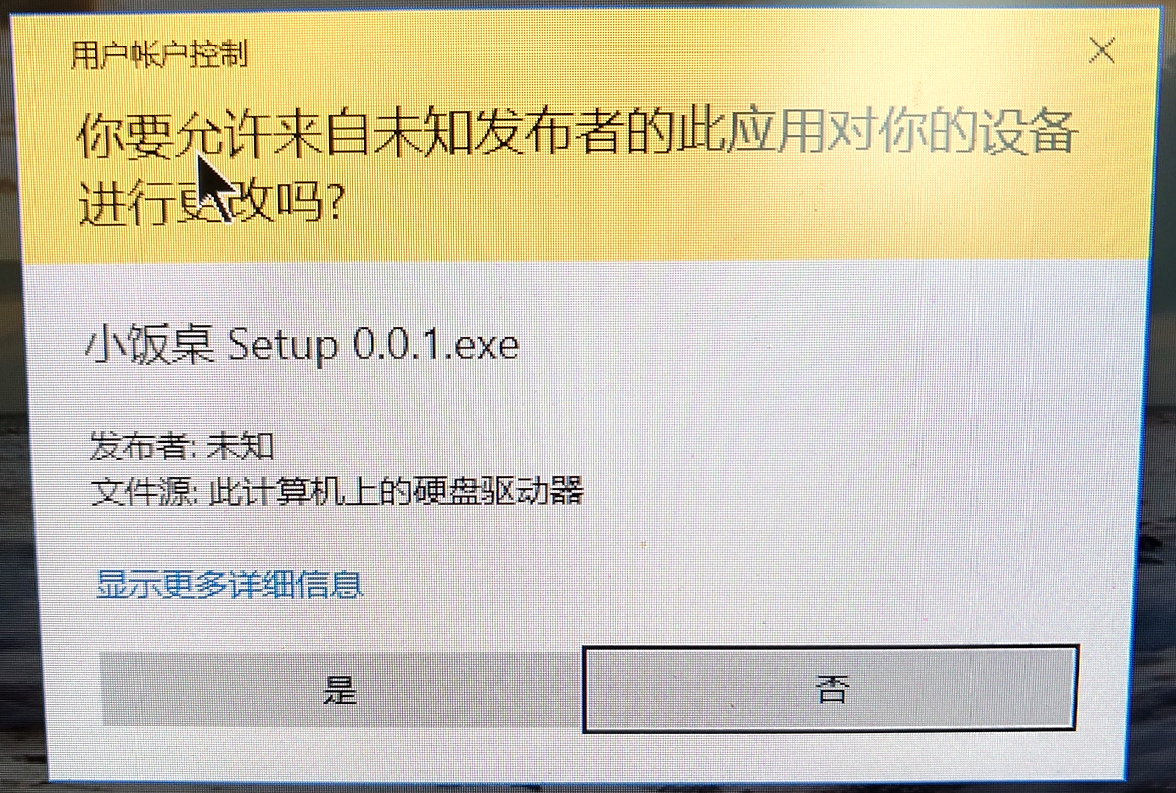 用户帐户控制
你要允许来自未知发布者的此应用对你的设备
进行更改吗?
小饭桌 Setup 0.0.1.exe
发布者: 未知
文件源: 此计算机上的硬盘驱动器
显示更多详细信息
是
否